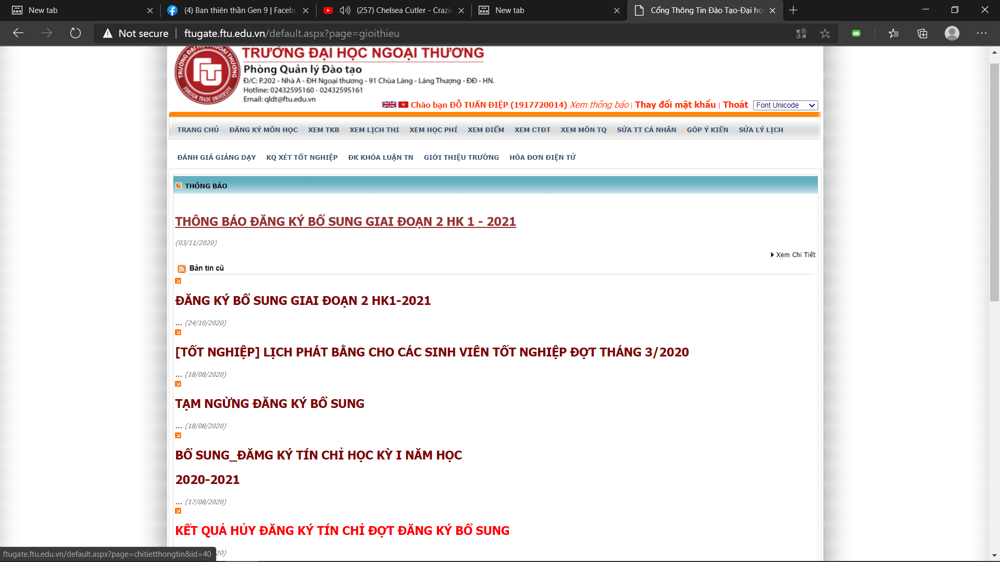 New tab
(4) Ban thiên thần Gen 9 | Facebo
(257) Chelsea Cutler - Crazie
New tab
Cổng Thông Tin Đào Tạo-Đại họ
Not secure
ftugate.ftu.edu.vn/default.aspx?page=gioithieu
TRƯỜNG ĐẠI HỌC NGOẠI THƯƠNG
FOREIGN TRADE UNIVERSITY
FTU
TRƯỜNG ĐẠI HỌC NGOẠI THƯƠNG
Phòng Quản lý Đào tạo
Đ/C: P.202 - Nhà A - ĐH Ngoại thương - 91 Chùa Láng - Láng Thượng - ĐĐ - HN.
Hotline: 02432595160 - 02432595161
Email: qldt@ftu.edu.vn
Chào bạn ĐỖ TUẤN ĐIỆP (1917720014) Xem thông báo | Thay đổi mật khẩu | Thoát Font Unicode
TRANG CHỦ ĐĂNG KÝ MÔN HỌC XEM TKB XEM LỊCH THI XEM HỌC PHÍ XEM ĐIỂM XEM CTĐT XEM MÔN TQ SỬA TT CÁ NHÂN GÓP Ý KIẾN SỬA LÝ LỊCH
ĐÁNH GIÁ GIẢNG DẠY KQ XÉT TỐT NGHIỆP ĐK KHÓA LUẬN TN GIỚI THIỆU TRƯỜNG HÓA ĐƠN ĐIỆN TỬ
THÔNG BÁO
THÔNG BÁO ĐĂNG KÝ BỔ SUNG GIAI ĐOẠN 2 HK 1 - 2021
(03/11/2020)
Xem Chi Tiết
Bản tin cũ
ĐĂNG KÝ BỔ SUNG GIAI ĐOẠN 2 HK1-2021
... (24/10/2020)
[TỐT NGHIỆP] LỊCH PHÁT BẰNG CHO CÁC SINH VIÊN TỐT NGHIỆP ĐỢT THÁNG 3/2020
... (18/08/2020)
TẠM NGỪNG ĐĂNG KÝ BỔ SUNG
... (18/08/2020)
BỔ SUNG_ĐĂMG KÝ TÍN CHỈ HỌC KỲ I NĂM HỌC
2020-2021
... (17/08/2020)
KẾT QUẢ HỦY ĐĂNG KÝ TÍN CHỈ ĐỢT ĐĂNG KÝ BỔ SUNG
20)
ftugate.ftu.edu.vn/default.aspx?page=chitietthongtin&id=40